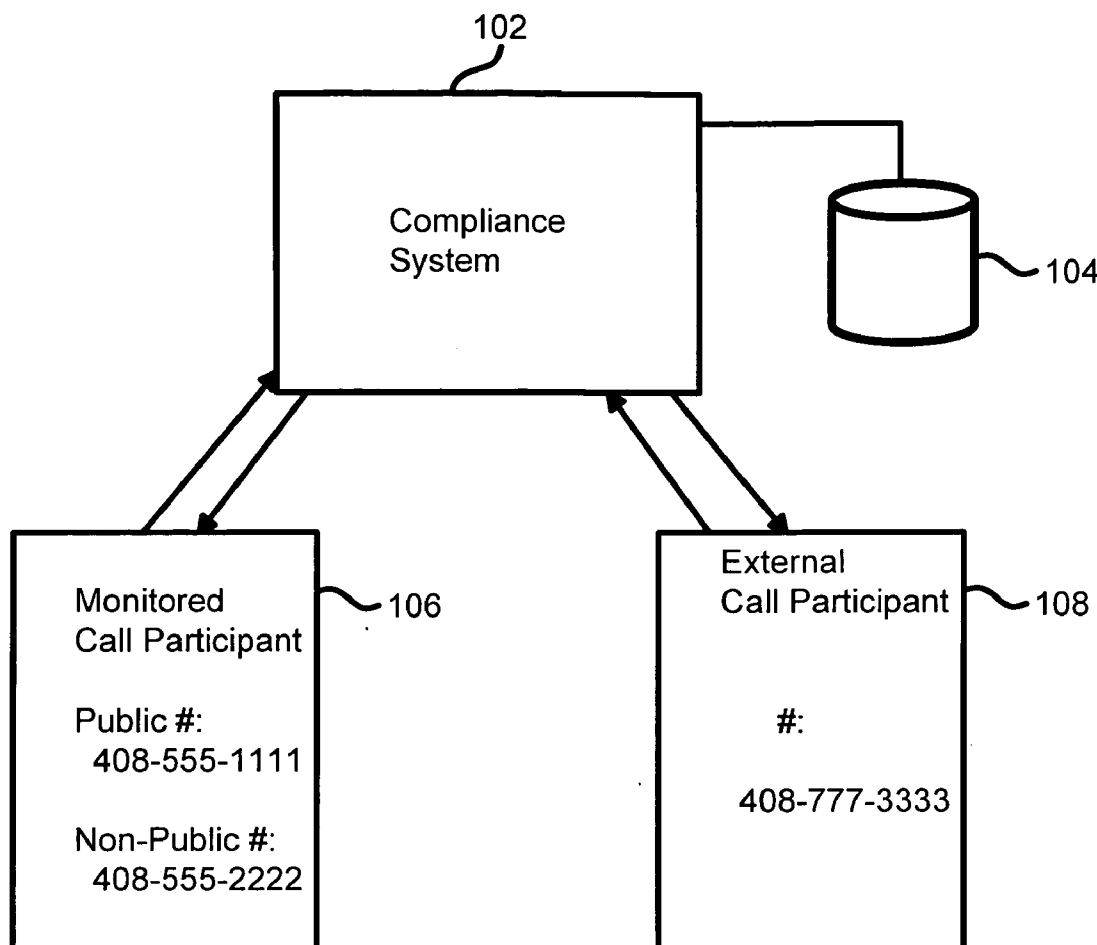 102
Compliance
System
104
Monitored
Call Participant
106
Public #:
408-555-1111
Non-Public #:
408-555-2222
External
Call Participant
108
#:
408-777-3333